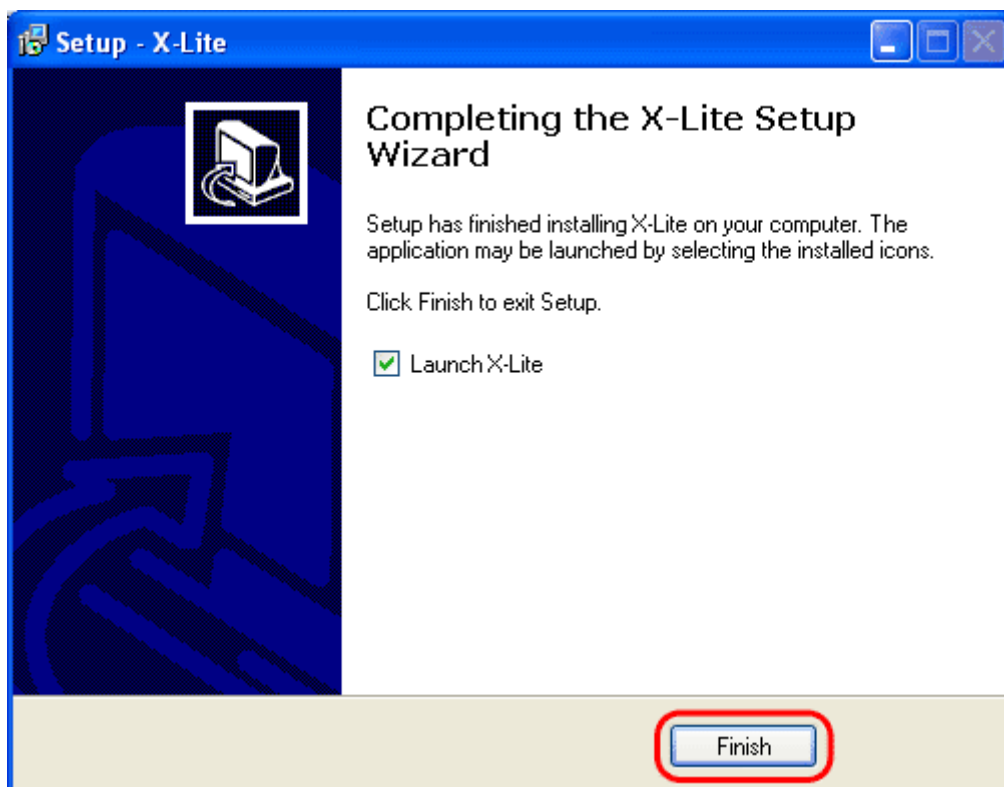 Setup - X-Lite
Completing the X-Lite Setup
Wizard
Setup has finished installing X-Lite on your computer. The
application may be launched by selecting the installed icons.
Click Finish to exit Setup.
Launch X-Lite
Finish